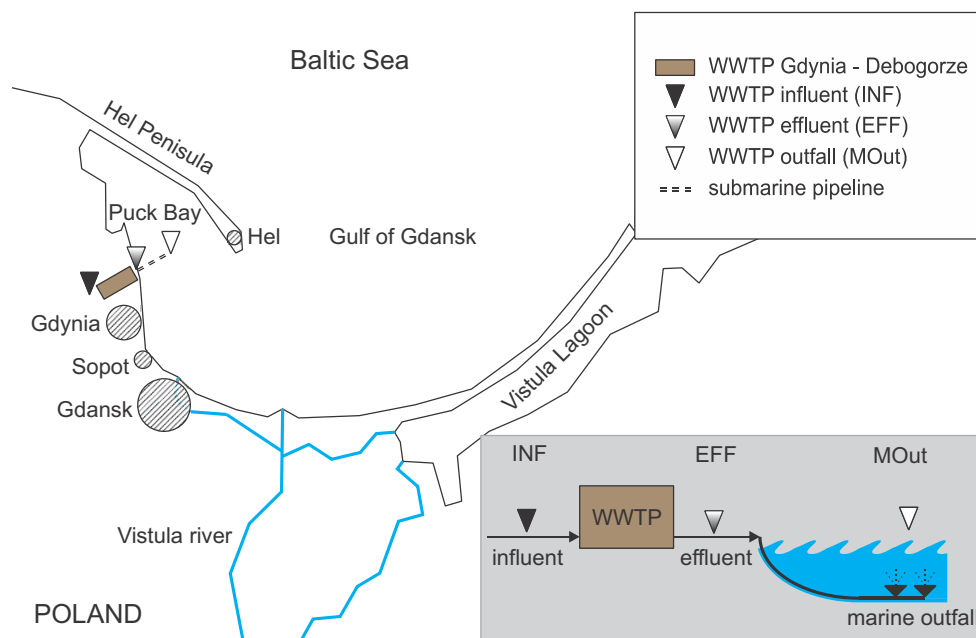 Baltic Sea
WWTP Gdynia - Debogorze
WWTP influent (INF)
WWTP effluent (EFF)
WWTP outfall (MOut)
submarine pipeline
Hel Penisula
Puck Bay
Hel
Gulf of Gdansk
Gdynia
Sopot
Gdansk
Vistula Lagoon
Vistula river
POLAND
INF
EFF
MOut
WWTP
influent
effluent
marine outfall